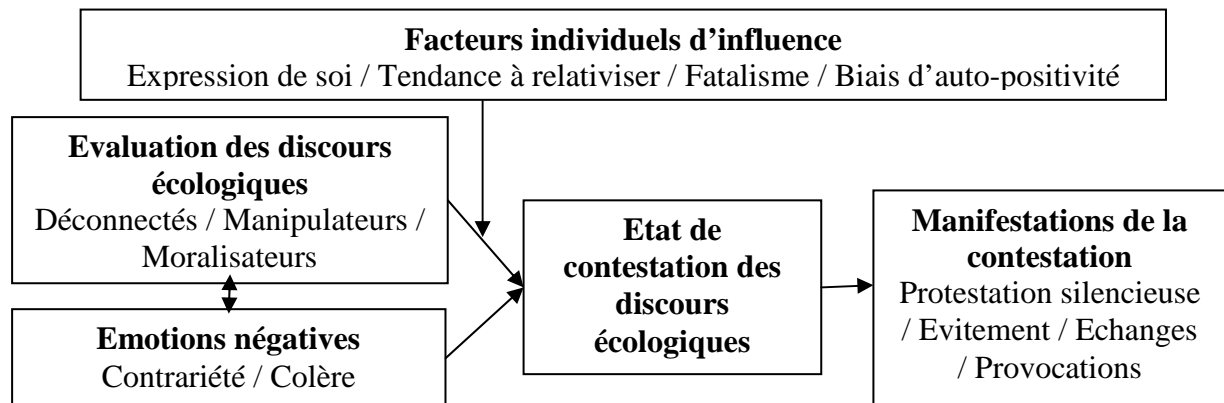 Facteurs individuels d’influence
Expression de soi / Tendance à relativiser / Fatalisme / Biais d’auto-positivité
Evaluation des discours
écologiques
Déconnectés / Manipulateurs /
Moralisateurs
Emotions négatives
Contrariété / Colère
Etat de
contestation des
discours
écologiques
Manifestations de la
contestation
Protestation silencieuse
/ Evitement / Echanges
/ Provocations